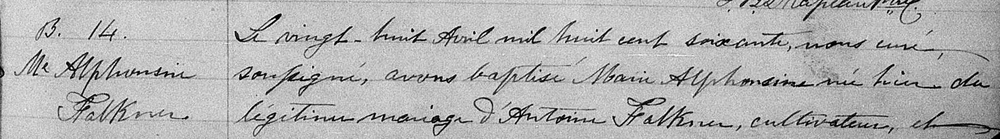 B. 14.
Me Alphonsine
Falkner
Le vingt-huit Avril mil huit cent soixante, nous curé,
soussigné, avons baptisé Marie Alphonsine née hier du
légitime mariage d'Antoine Falkner, cultivateur, et